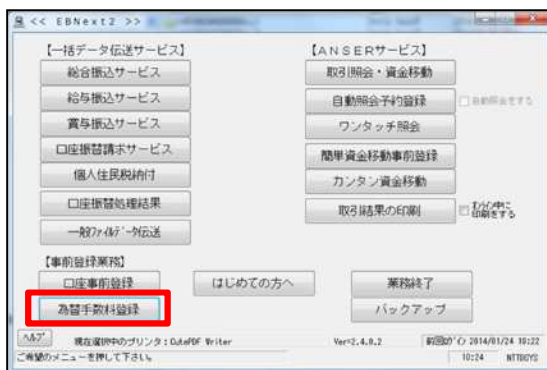 << EBNext2 >>
【一括データ伝送サービス】
総合振込サービス
給与振込サービス
賞与振込サービス
口座振替請求サービス
個人住民税納付
口座振替処理結果
一般ファイルデータ伝送
【ANSERサービス】
取引照会・資金移動
自動照会予約登録
自動照会をする
ワンタッチ照会
簡単資金移動事前登録
カンタン資金移動
取引結果の印刷
印刷をする
【事前登録業務】
口座事前登録
はじめての方へ
業務終了
為替手数料登録
バックアップ
ヘルプ
現在選択中のプリンタ:CutePDF Writer
Ver=2.4.0.2
前回ログイン 2014/01/24 10:22
ご希望のメニューを押して下さい。
10:24